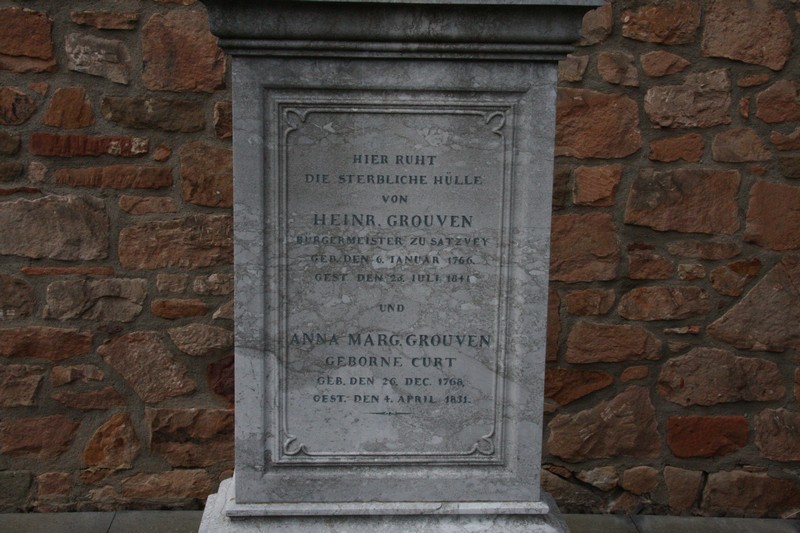 HIER RUHT
DIE STERBLICHE HÜLLE
VON
HEINR. GROUVEN
BÜRGERMEISTER ZU SATZVEY
GEB. DEN 6. JANUAR 1766.
GEST. DEN 23. JULI
UND
ANNA MARG. GROUVEN
GEBORNE CURT
GEB. DEN 26. DEC. 1768.
GEST. DEN 4. APRIL 1831.